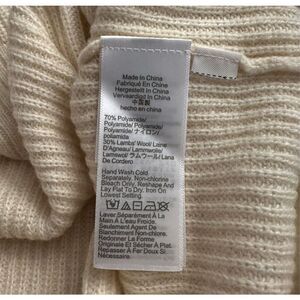 Made In China
Fabriqué En Chine
Hergestellt In China
Vervaardigd In China
中国製
hecho en china
70% Polyamide/
Polyamide/ Polyamid/
Polyamide/ ナイロン/
poliamida
30% Lambs' Wool/ Laine
D'Agneau/ Lammwolle/
Lamswol/ ラムウール/ Lana
De Cordero
Hand Wash Cold
Separately. Non-chlorine
Bleach Only. Reshape And
Lay Flat To Dry. Iron On
Lowest Setting
Laver Séparément À La
Main À L'eau Froide.
Seulement Agent De
Blanchiment Non Chlore.
Redonner Le Forme
Originale Et Sécher À Plat.
Repasser À Fer Doux Si
Nécessaire.